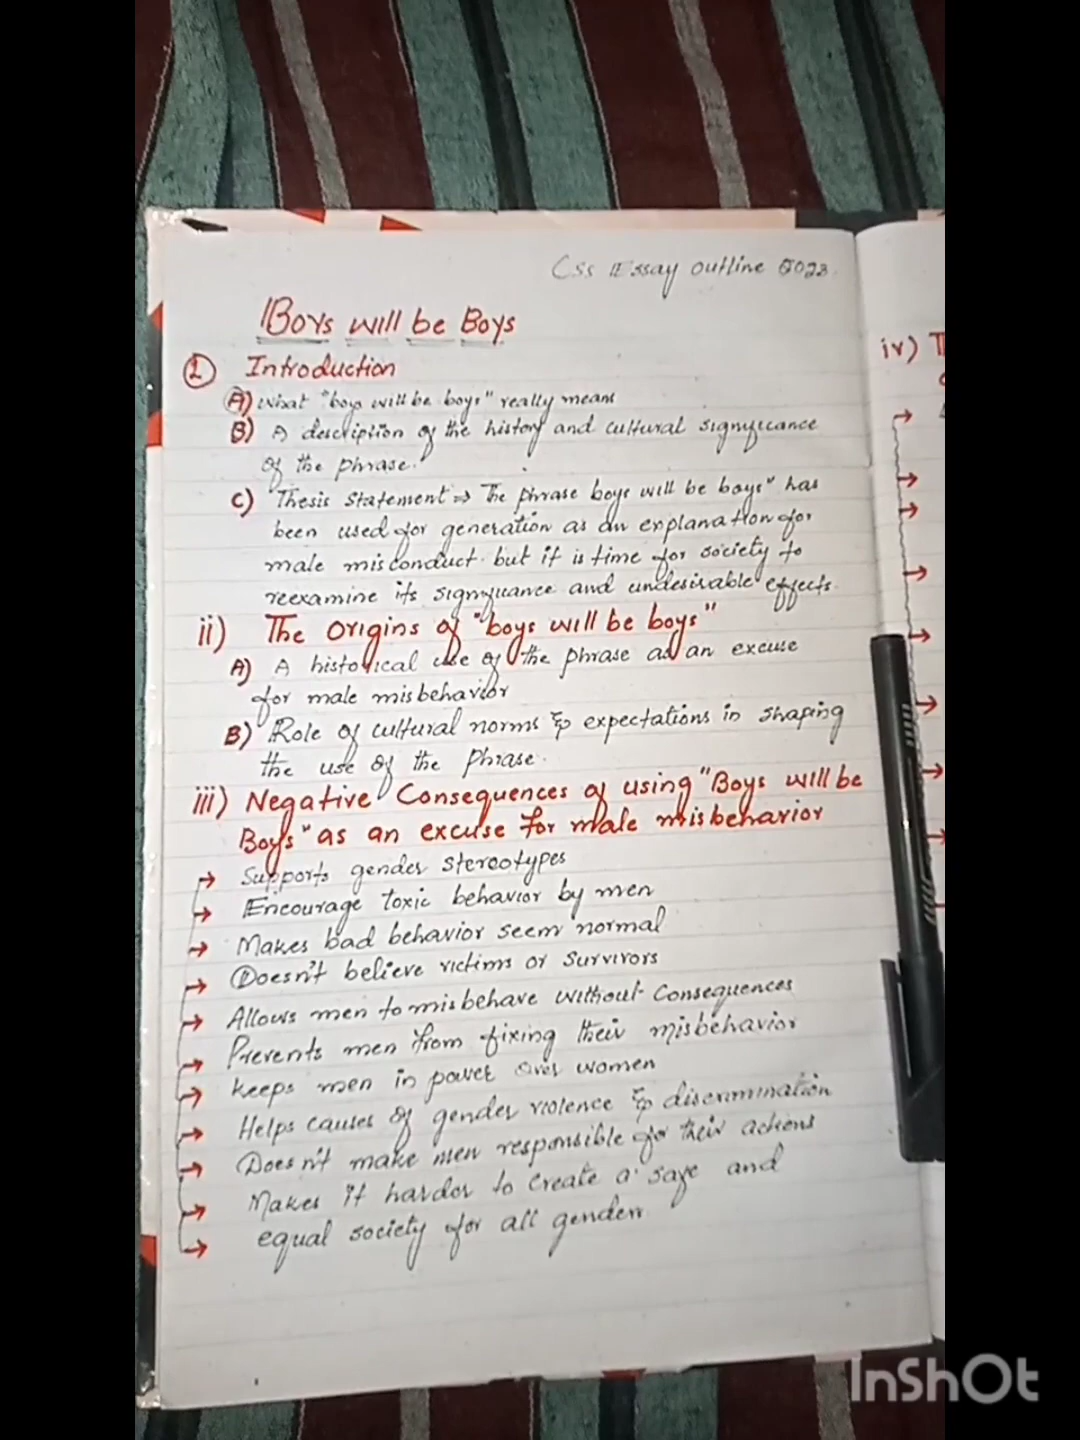 Css Essay outline 2023
Boys will be Boys
1 Introduction
A) What "boys will be boys" really means
B) A description of the history and cultural significance
of the phrase.
C) Thesis Statement ⇒ The phrase boys will be boys" has
been used for generation as an explanation for
male misconduct but it is time for society to
reexamine its significance and undesirable effects.
ii) The Origins of "boys will be boys"
A) A historical use of the phrase as an excuse
for male misbehavior
B) Role of cultural norms & expectations in shaping
the use of the phrase.
iii) Negative Consequences of using "Boys will be
Boys" as an excuse for male misbehavior
→ Supports gender stereotypes
→ Encourage toxic behavior by men
→ Makes bad behavior seem normal
→ Doesn't believe victims or survivors
→ Allows men to misbehave without consequences
→ Prevents men from fixing their misbehavior
→ keeps men in power over women
→ Helps causes of gender violence & discrimination
→ Doesn't make men responsible for their actions
→ Makes it harder to create a safe and
→ equal society for all genders
iv) T
InShOt